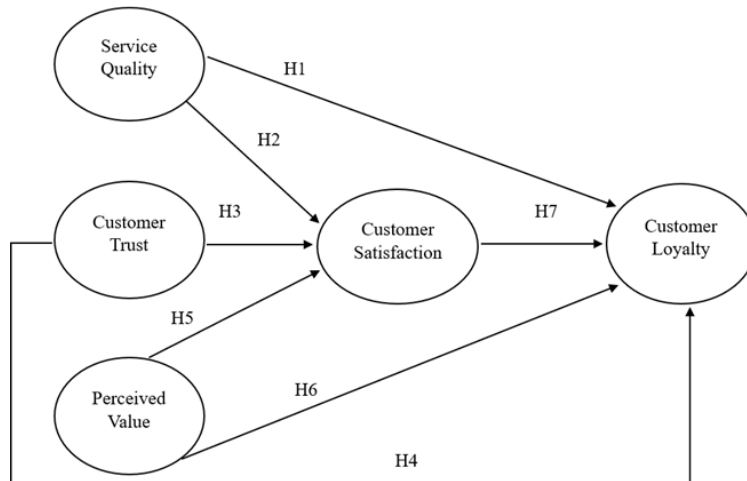 Service
Quality
H1
H2
Customer
Trust
H3
Customer
Satisfaction
H7
Customer
Loyalty
H5
Perceived
Value
H6
H4